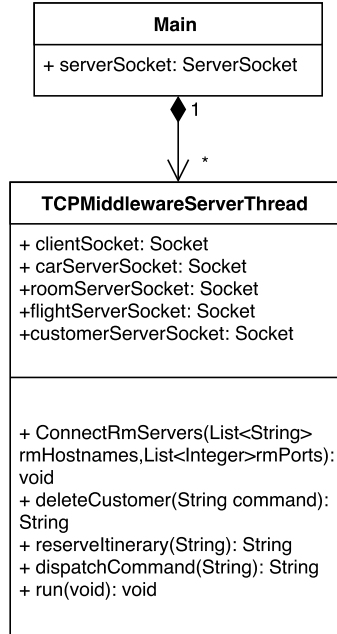 Main
+ serverSocket: ServerSocket
1
*
TCPMiddlewareServerThread
+ clientSocket: Socket
+ carServerSocket: Socket
+roomServerSocket: Socket
+flightServerSocket: Socket
+customerServerSocket: Socket
+ ConnectRmServers(List<String>
rmHostnames,List<Integer>rmPorts):
void
+ deleteCustomer(String command):
String
+ reserveItinerary(String): String
+ dispatchCommand(String): String
+ run(void): void